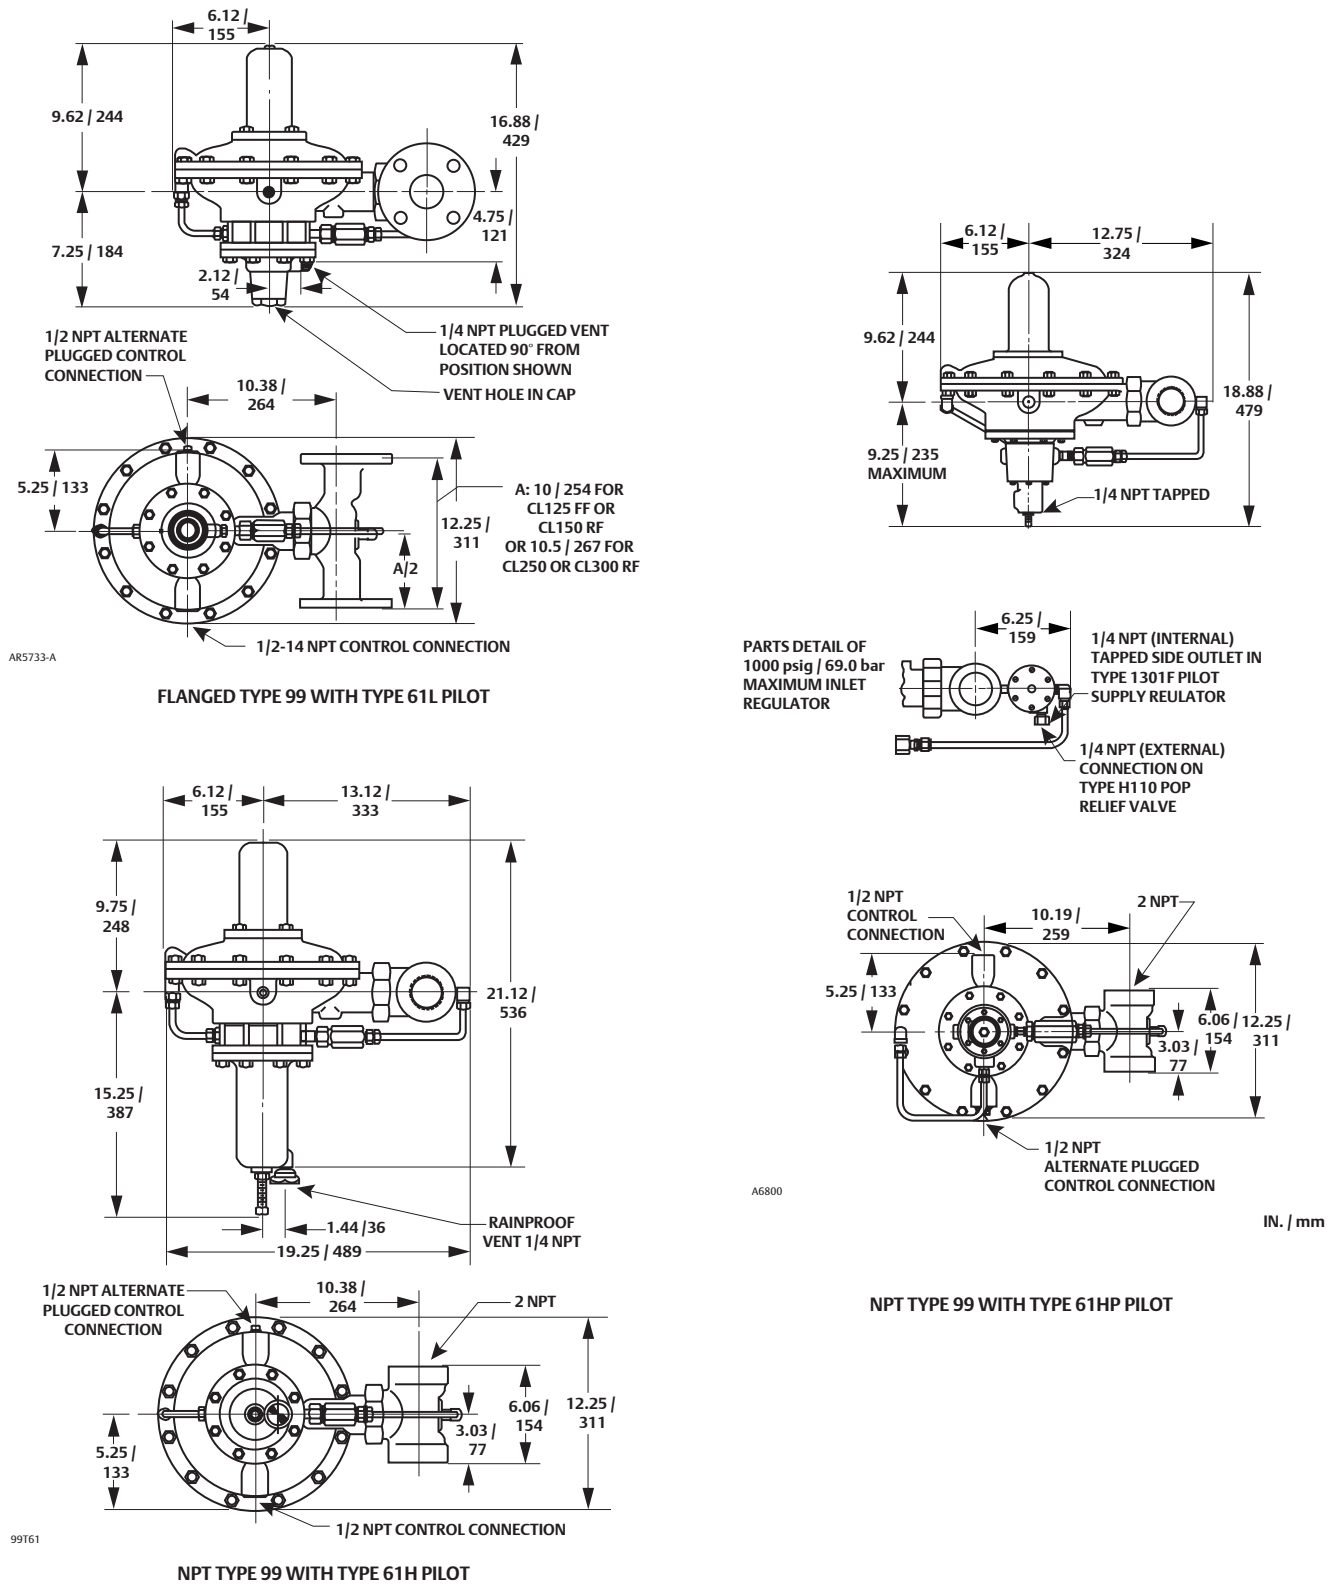 6.12 /
155
9.62 / 244
16.88 /
429
4.75 /
121
7.25 / 184
2.12 /
54
1/2 NPT ALTERNATE
PLUGGED CONTROL
CONNECTION
1/4 NPT PLUGGED VENT
LOCATED 90° FROM
POSITION SHOWN
VENT HOLE IN CAP
10.38 /
264
5.25 / 133
12.25 /
311
A: 10 / 254 FOR
CL125 FF OR
CL150 RF
OR 10.5 / 267 FOR
CL250 OR CL300 RF
A/2
1/2-14 NPT CONTROL CONNECTION
AR5733-A
FLANGED TYPE 99 WITH TYPE 61L PILOT
6.12 /
155
13.12 /
333
9.75 /
248
21.12 /
536
15.25 /
387
1.44 /36
19.25 / 489
RAINPROOF
VENT 1/4 NPT
1/2 NPT ALTERNATE
PLUGGED CONTROL
CONNECTION
10.38 /
264
2 NPT
6.06 /
154
12.25 /
311
3.03 /
77
5.25 /
133
1/2 NPT CONTROL CONNECTION
99T61
NPT TYPE 99 WITH TYPE 61H PILOT
6.12 /
155
12.75 /
324
9.62 / 244
18.88 /
479
9.25 / 235
MAXIMUM
1/4 NPT TAPPED
6.25 /
159
PARTS DETAIL OF
1000 psig / 69.0 bar
MAXIMUM INLET
REGULATOR
1/4 NPT (INTERNAL)
TAPPED SIDE OUTLET IN
TYPE 1301F PILOT
SUPPLY REULATOR
1/4 NPT (EXTERNAL)
CONNECTION ON
TYPE H110 POP
RELIEF VALVE
1/2 NPT
CONTROL
CONNECTION
10.19 /
259
2 NPT
5.25 / 133
6.06 /
154
12.25 /
311
3.03 /
77
1/2 NPT
ALTERNATE PLUGGED
CONTROL CONNECTION
A6800
IN. / mm
NPT TYPE 99 WITH TYPE 61HP PILOT